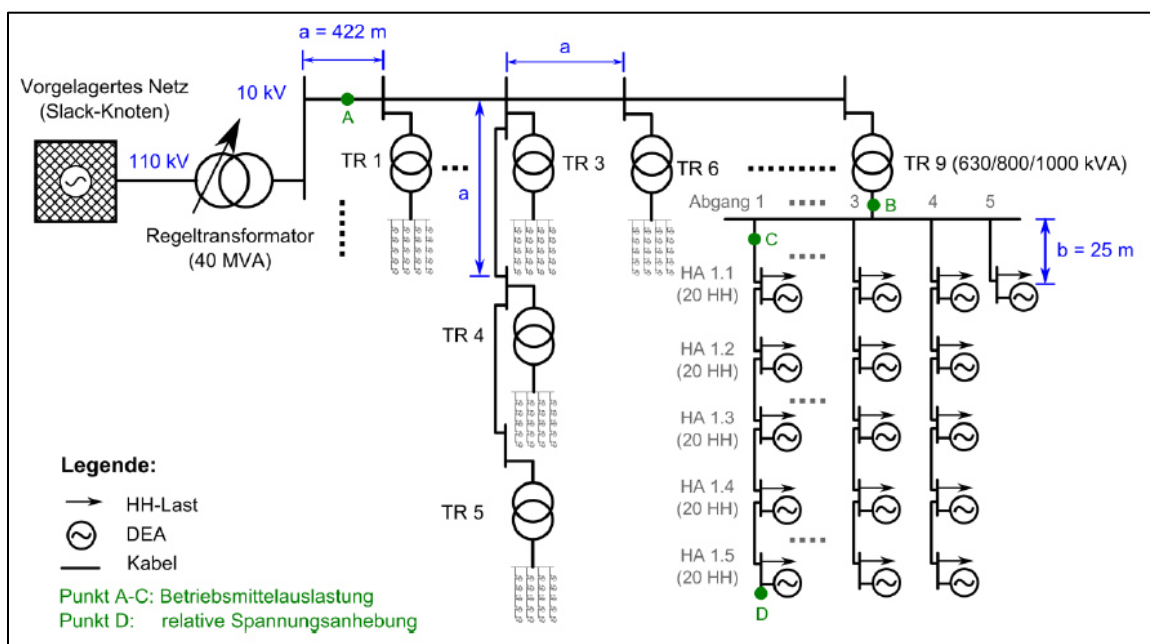 a = 422 m
a
Vorgelagertes Netz
(Slack-Knoten)
10 kV
A
110 kV
TR 1
a
TR 3
TR 6
TR 9 (630/800/1000 kVA)
Regeltransformator
(40 MVA)
Abgang 1
3
4
5
B
C
b = 25 m
HA 1.1
(20 HH)
TR 4
HA 1.2
(20 HH)
HA 1.3
(20 HH)
Legende:
HH-Last
DEA
Kabel
TR 5
HA 1.4
(20 HH)
HA 1.5
(20 HH)
D
Punkt A-C: Betriebsmittelauslastung
Punkt D: relative Spannungsanhebung